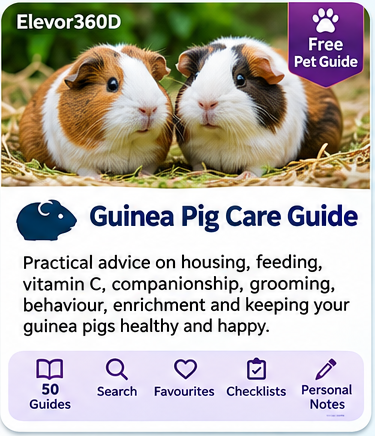 Elevor360D
Free
Pet Guide
Guinea Pig Care Guide
Practical advice on housing, feeding,
vitamin C, companionship, grooming,
behaviour, enrichment and keeping your
guinea pigs healthy and happy.
50
Guides
Search
Favourites
Checklists
Personal
Notes